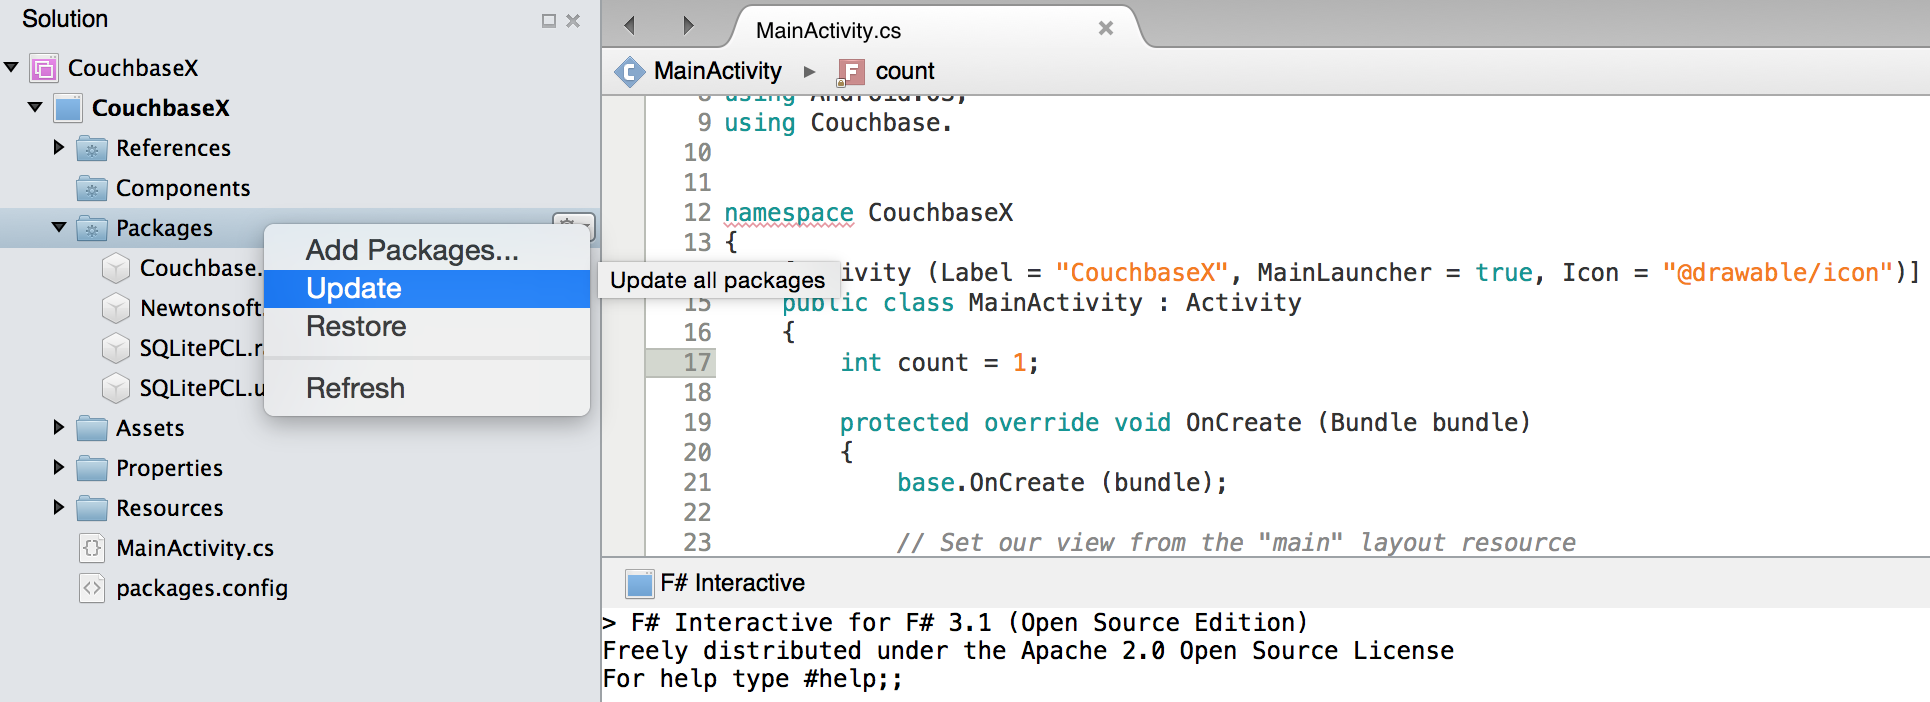 Solution
CouchbaseX
CouchbaseX
References
Components
Packages
Couchbase.
Newtonsoft.
SQLitePCL.r
SQLitePCL.u
Assets
Properties
Resources
MainActivity.cs
packages.config
Add Packages...
Update
Restore
Refresh
Update all packages
MainActivity.cs
MainActivity
count
8 using Android.OS;
9 using Couchbase.
10
11
12 namespace CouchbaseX
13 {
ivity (Label = "CouchbaseX", MainLauncher = true, Icon = "@drawable/icon")]
15 public class MainActivity : Activity
16 {
17 int count = 1;
18
19 protected override void OnCreate (Bundle bundle)
20 {
21 base.OnCreate (bundle);
22
23 // Set our view from the "main" layout resource
F# Interactive
> F# Interactive for F# 3.1 (Open Source Edition)
Freely distributed under the Apache 2.0 Open Source License
For help type #help;;